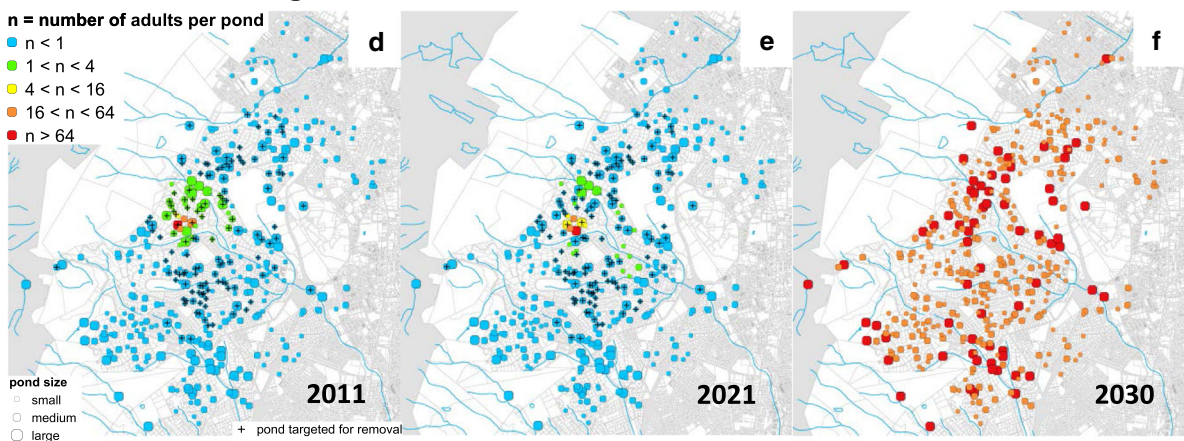 n = number of adults per pond
n < 1
1 < n < 4
4 < n < 16
16 < n < 64
n > 64
d
e
f
2011
2021
2030
pond size
small
medium
large
+ pond targeted for removal